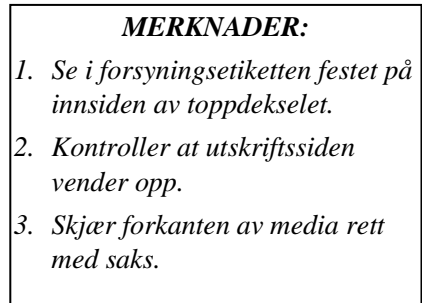 MERKNADER:
1. Se i forsyningsetiketten festet på
innsiden av toppdekselet.
2. Kontroller at utskriftssiden
vender opp.
3. Skjær forkanten av media rett
med saks.